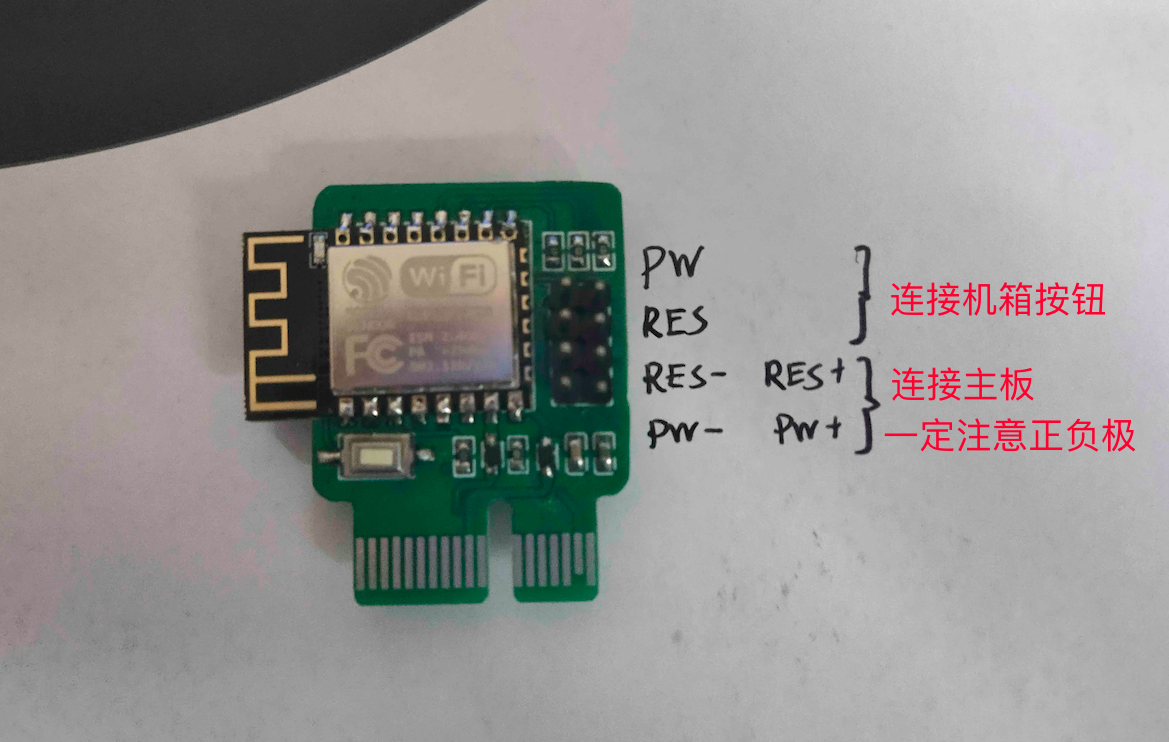 WiFi
FC
PW
RES
连接机箱按钮
RES- RES+
连接主板
PW- PW+
一定注意正负极